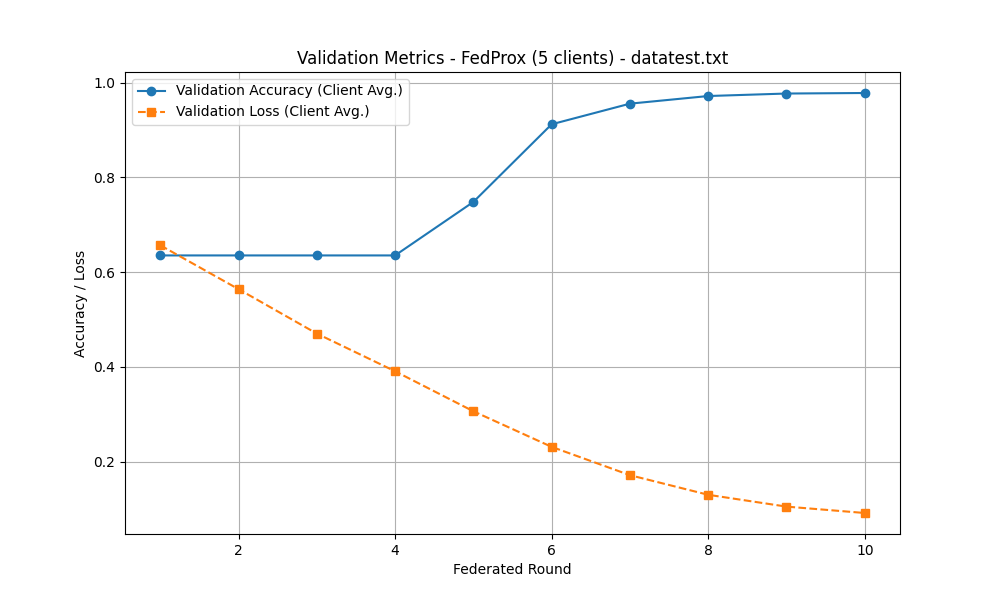 Validation Metrics - FedProx (5 clients) - datatest.txt
Validation Accuracy (Client Avg.)
Validation Loss (Client Avg.)
Accuracy / Loss
1.0
0.8
0.6
0.4
0.2
2 4 6 8 10
Federated Round